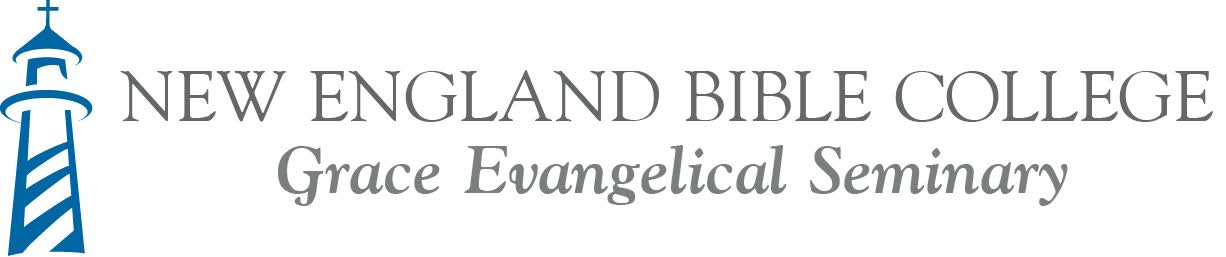 NEW ENGLAND BIBLE COLLEGE
Grace Evangelical Seminary